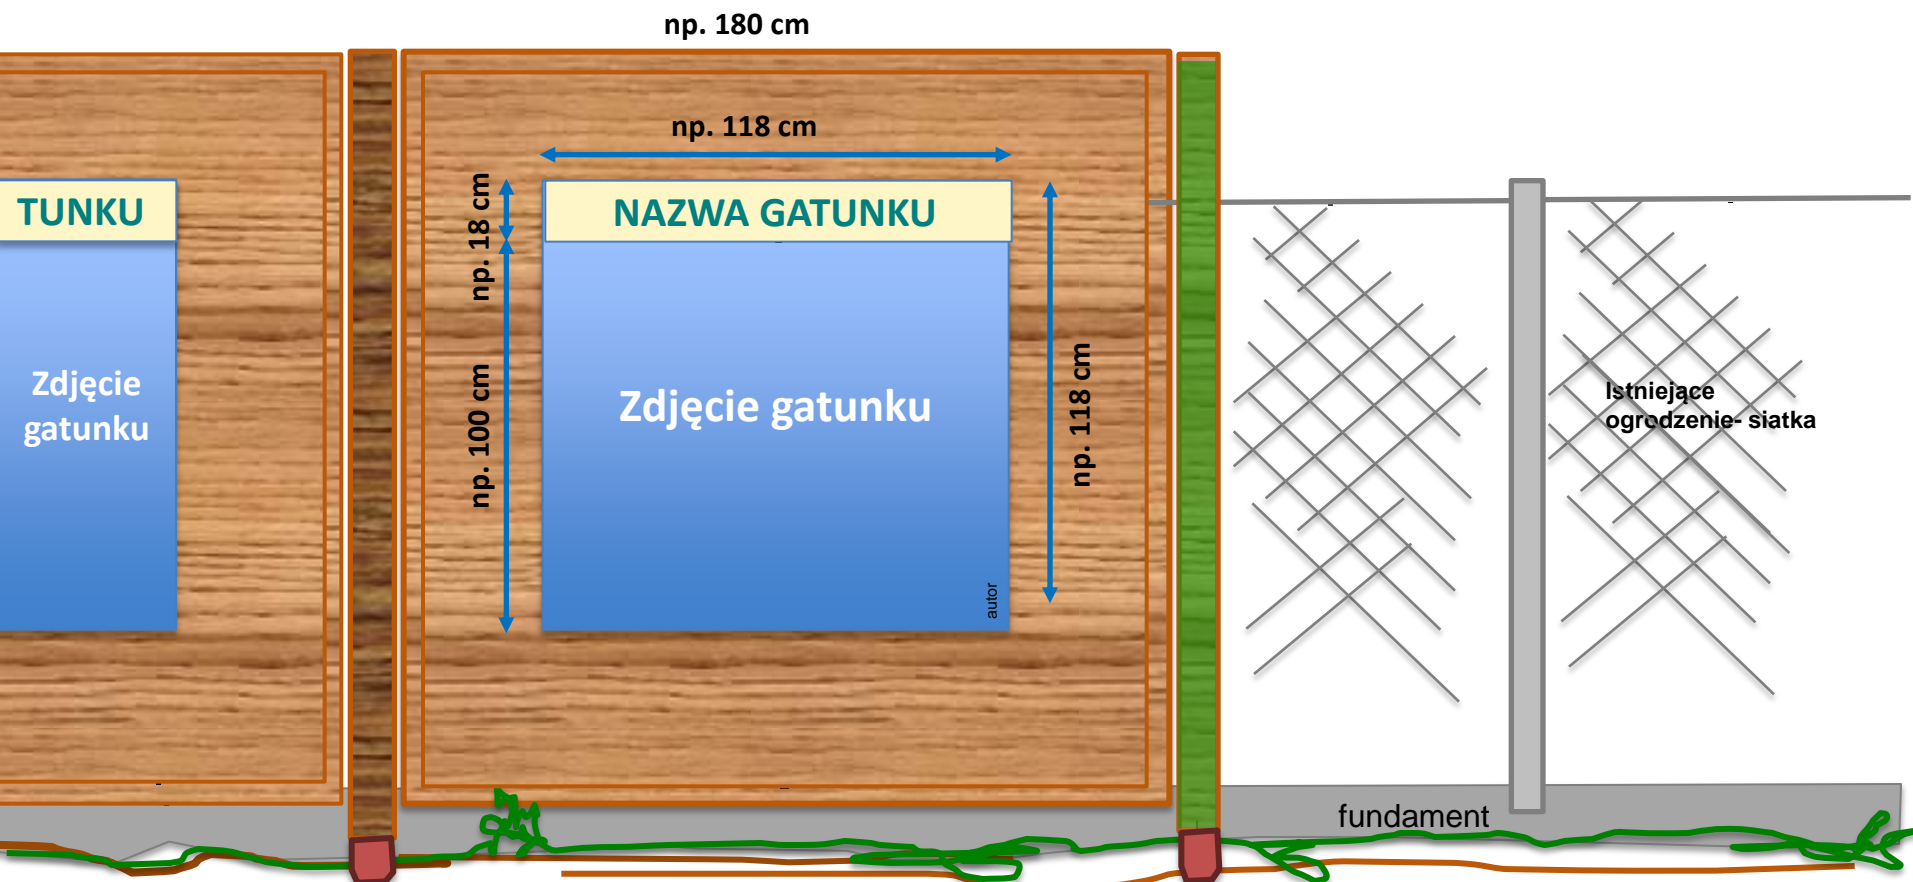 np. 180 cm
np. 118 cm
TUNKU
np. 18 cm
NAZWA GATUNKU
Zdjęcie
gatunku
np. 100 cm
Zdjęcie gatunku
np. 118 cm
autor
Istniejące
ogrodzenie- siatka
fundament